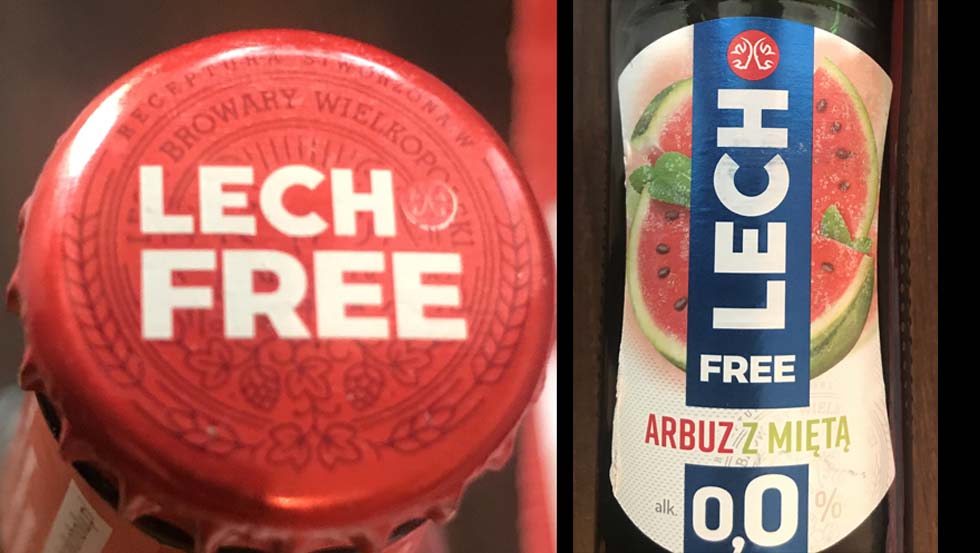 RECEPTURA STWORZONA W
BROWARY WIELKOPOLSKI
LECH
FREE
LECH
FREE
ARBUZ Z MIĘTĄ
alk. 0,0 %